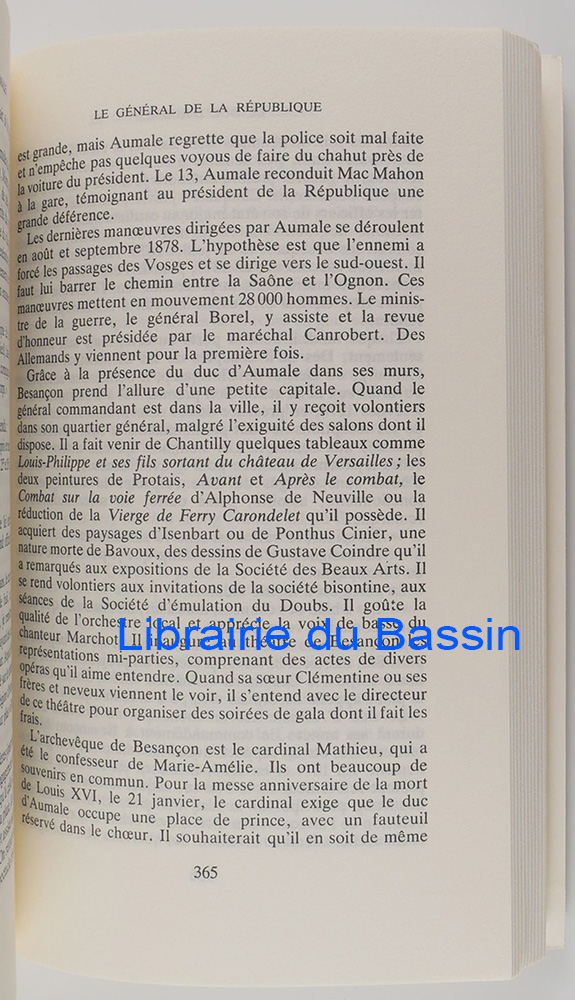 LE GÉNÉRAL DE LA RÉPUBLIQUE
est grande, mais Aumale regrette que la police soit mal faite
et n'empêche pas quelques voyous de faire du chahut près de
la voiture du président. Le 13, Aumale reconduit Mac Mahon
à la gare, témoignant au président de la République une
grande déférence.
Les dernières manœuvres dirigées par Aumale se déroulent
en août et septembre 1878. L'hypothèse est que l'ennemi a
forcé les passages des Vosges et se dirige vers le sud-ouest. Il
faut lui barrer le chemin entre la Saône et l'Ognon. Ces
manœuvres mettent en mouvement 28 000 hommes. Le minis-
tre de la guerre, le général Borel, y assiste et la revue
d'honneur est présidée par le maréchal Canrobert. Des
Allemands y viennent pour la première fois.
Grâce à la présence du duc d'Aumale dans ses murs,
Besançon prend l'allure d'une petite capitale. Quand le
général commandant est dans la ville, il y reçoit volontiers
dans son quartier général, malgré l'exiguité des salons dont il
dispose. Il a fait venir de Chantilly quelques tableaux comme
Louis-Philippe et ses fils sortant du château de Versailles ; les
deux peintures de Protais, Avant et Après le combat, le
Combat sur la voie ferrée d'Alphonse de Neuville ou la
réduction de la Vierge de Ferry Carondelet qu'il possède. Il
acquiert des paysages d'Isenbart ou de Ponthus Cinier, une
nature morte de Bavoux, des dessins de Gustave Coindre qu'il
a remarqués aux expositions de la Société des Beaux Arts. Il
se rend volontiers aux invitations de la société bisontine, aux
séances de la Société d'émulation du Doubs. Il goûte la
qualité de l'orchestre local et apprécie la voix de basse du
chanteur Marchot. Il inaugure au théâtre de Besançon les
Librairie du Bassin
représentations mi-parties, comprenant des actes de divers
opéras qu'il aime entendre. Quand sa sœur Clémentine ou ses
frères et neveux viennent le voir, il s'entend avec le directeur
de ce théâtre pour organiser des soirées de gala dont il fait les
frais.
L'archevêque de Besançon est le cardinal Mathieu, qui a
été le confesseur de Marie-Amélie. Ils ont beaucoup de
souvenirs en commun. Pour la messe anniversaire de la mort
de Louis XVI, le 21 janvier, le cardinal exige que le duc
d'Aumale occupe une place de prince, avec un fauteuil
réservé dans le chœur. Il souhaiterait qu'il en soit de même
365